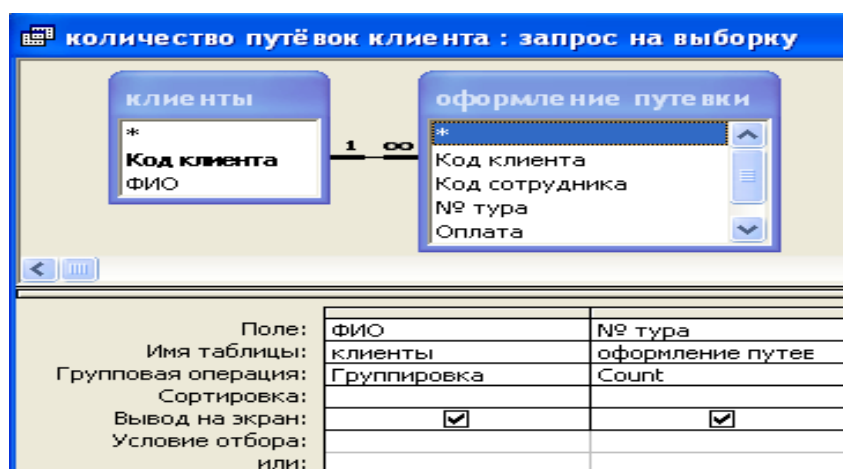 количество путёвок клиента : запрос на выборку
клиенты
*
Код клиента
ФИО
1 ∞
оформление путевки
*
Код клиента
Код сотрудника
№ тура
Оплата
Поле: ФИО № тура
Имя таблицы: клиенты оформление путев
Групповая операция: Группировка Count
Сортировка:
Вывод на экран:
Условие отбора:
или: